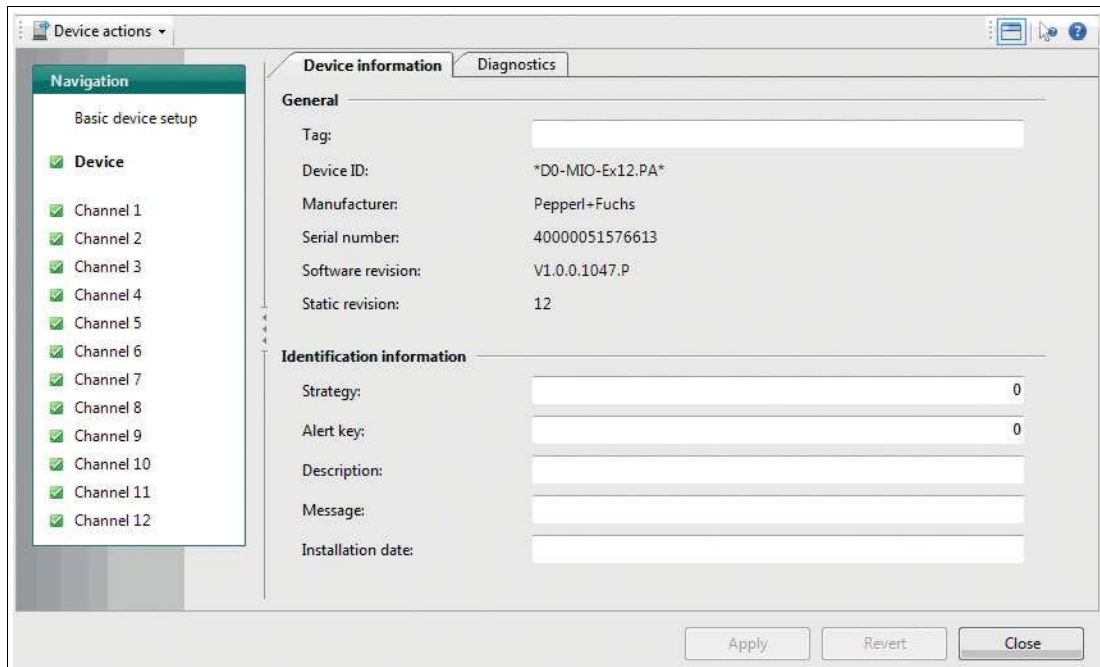 Device actions
Navigation
Basic device setup
Device
Channel 1
Channel 2
Channel 3
Channel 4
Channel 5
Channel 6
Channel 7
Channel 8
Channel 9
Channel 10
Channel 11
Channel 12
Device information Diagnostics
General
Tag:
Device ID: *D0-MIO-Ex12.PA*
Manufacturer: Pepperl+Fuchs
Serial number: 40000051576613
Software revision: V1.0.0.1047.P
Static revision: 12
Identification information
Strategy: 0
Alert key: 0
Description:
Message:
Installation date:
Apply Revert Close